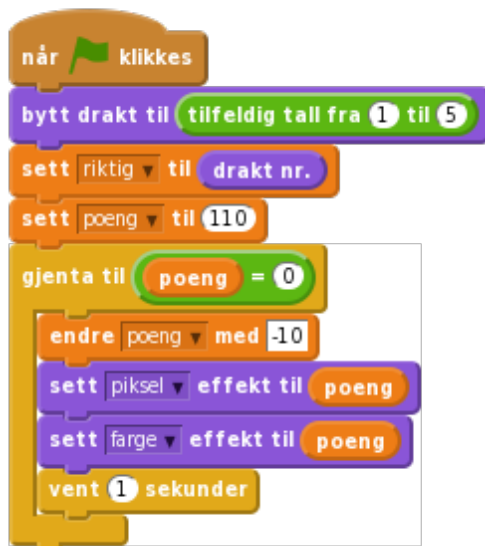 når klikkes
bytt drakt til tilfeldig tall fra 1 til 5
sett riktig til drakt nr.
sett poeng til 110
gjenta til poeng = 0
endre poeng med -10
sett piksel effekt til poeng
sett farge effekt til poeng
vent 1 sekunder